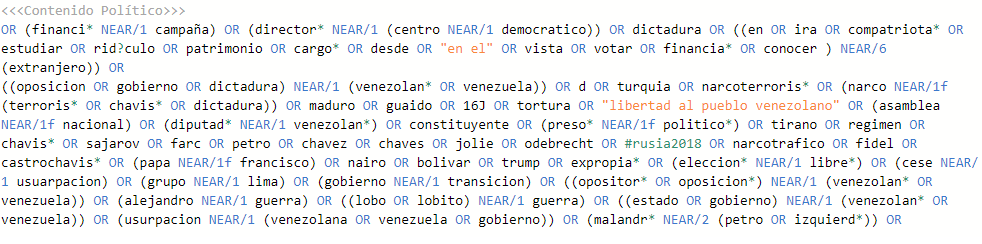 <<<Contenido Político>>>
OR (financi* NEAR/1 campaña) OR (director* NEAR/1 (centro NEAR/1 democratico)) OR dictadura OR ((en OR ira OR compatriota* OR
estudiar OR rid?culo OR patrimonio OR cargo* OR desde OR "en el" OR vista OR votar OR financia* OR conocer ) NEAR/6
(extranjero)) OR
((oposicion OR gobierno OR dictadura) NEAR/1 (venezolan* OR venezuela)) OR d OR turquia OR narcoterroris* OR (narco NEAR/1f
(terroris* OR chavis* OR dictadura)) OR maduro OR guaido OR 16J OR tortura OR "libertad al pueblo venezolano" OR (asamblea
NEAR/1f nacional) OR (diputad* NEAR/1 venezolan*) OR constituyente OR (preso* NEAR/1f politico*) OR tirano OR regimen OR
chavis* OR sajarov OR farc OR petro OR chavez OR chaves OR jolie OR odebrecht OR #rusia2018 OR narcotrafico OR fidel OR
castrochavis* OR (papa NEAR/1f francisco) OR nairo OR bolivar OR trump OR expropia* OR (eleccion* NEAR/1 libre*) OR (cese NEAR/
1 usuarpacion) OR (grupo NEAR/1 lima) OR (gobierno NEAR/1 transicion) OR ((opositor* OR oposicion*) NEAR/1 (venezolan* OR
venezuela)) OR (alejandro NEAR/1 guerra) OR ((lobo OR lobito) NEAR/1 guerra) OR ((estado OR gobierno) NEAR/1 (venezolan* OR
venezuela)) OR (usurpacion NEAR/1 (venezolana OR venezuela OR gobierno)) OR (malandr* NEAR/2 (petro OR izquierd*)) OR